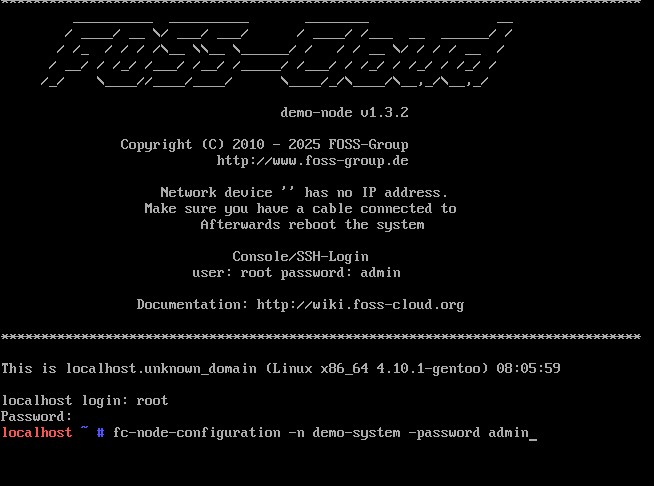 ********************************************************************************
FOSS-Cloud
demo-node v1.3.2
Copyright (C) 2010 - 2025 FOSS-Group
http://www.foss-group.de
Network device '' has no IP address.
Make sure you have a cable connected to
Afterwards reboot the system
Console/SSH-Login
user: root password: admin
Documentation: http://wiki.foss-cloud.org
********************************************************************************
This is localhost.unknown_domain (Linux x86_64 4.10.1-gentoo) 08:05:59
localhost login: root
Password:
localhost ~ # fc-node-configuration -n demo-system -password admin_